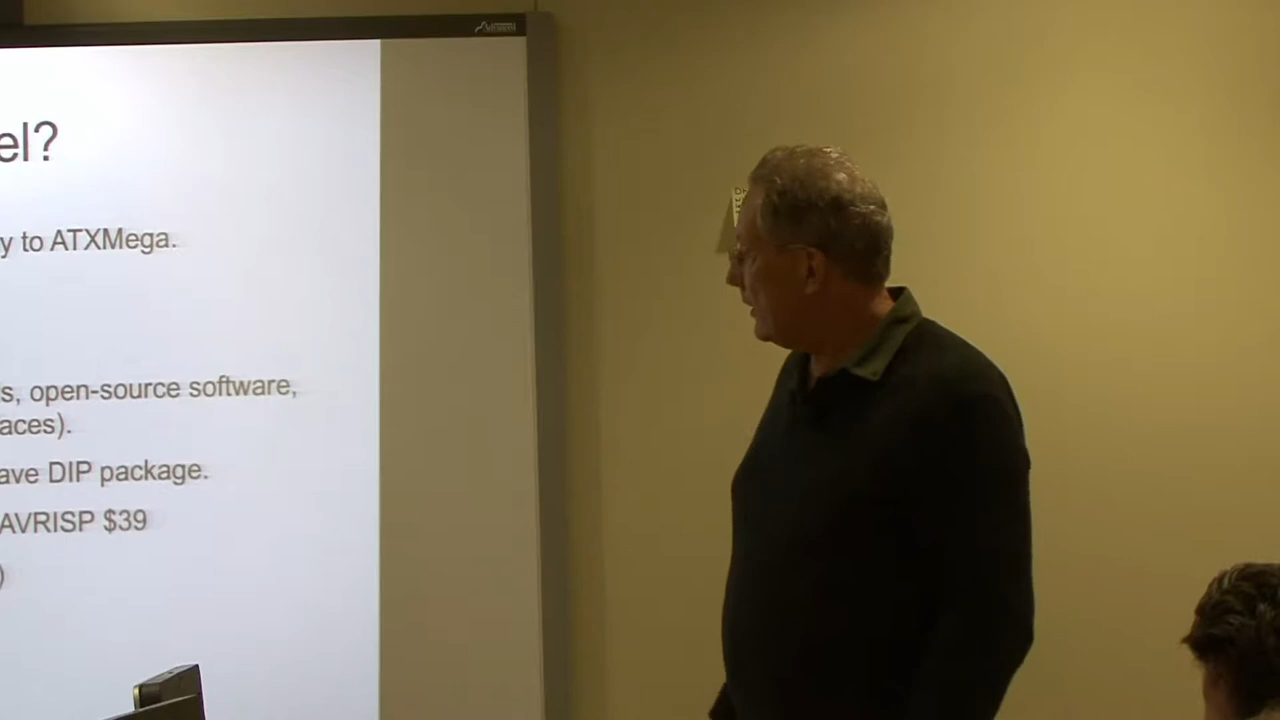 el?
y to ATXMega.
s, open-source software,
aces).
ave DIP package.
AVRISP $39
)